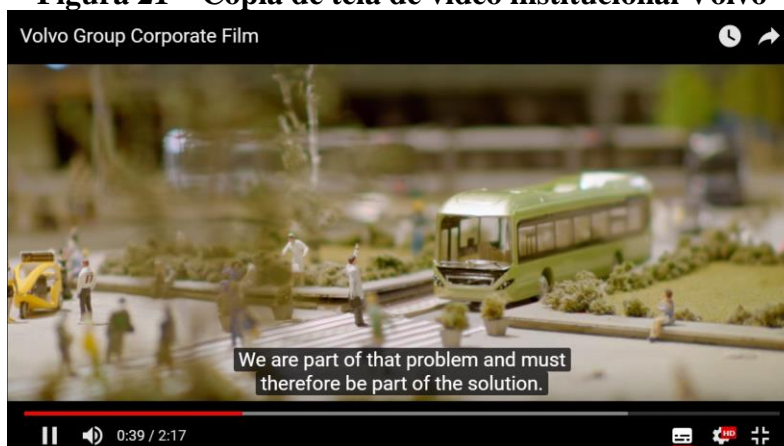 Figura 21 – Cópia de tela de vídeo institucional Volvo
Volvo Group Corporate Film
We are part of that problem and must
therefore be part of the solution.
0:39 / 2:17
HD